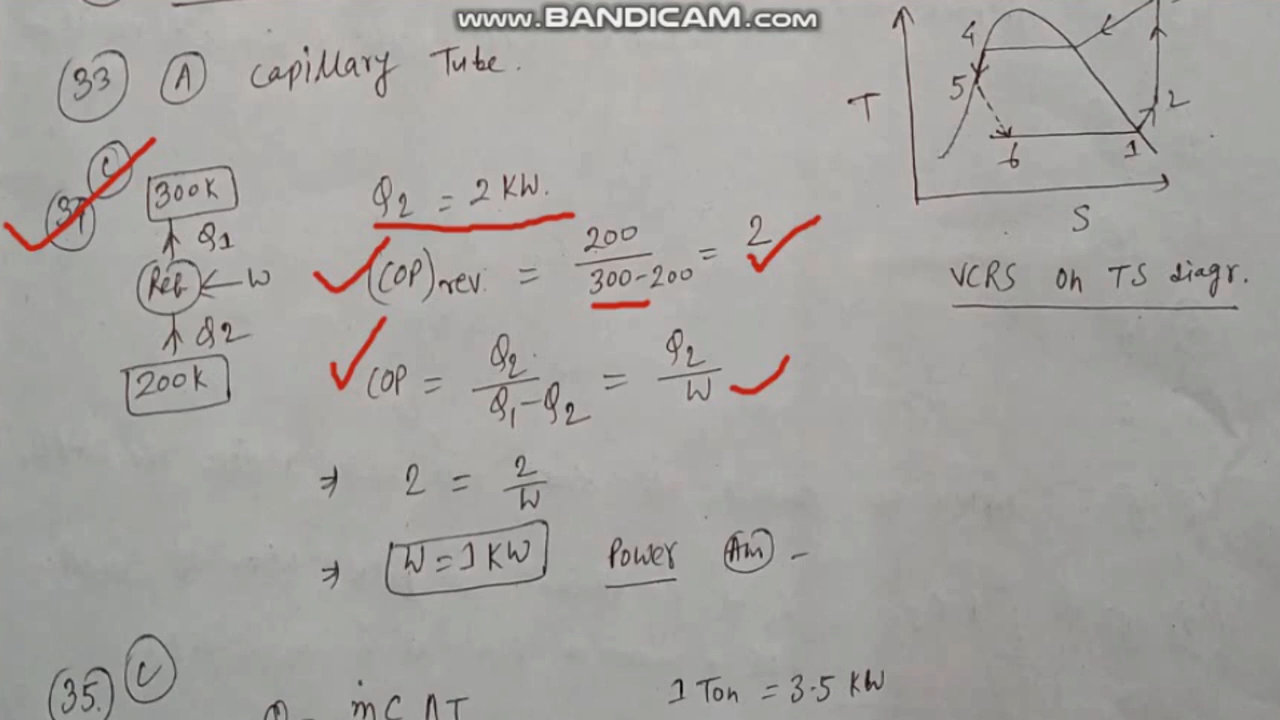 www.BANDICAM.com
33 A Capillary Tube.
34 C
300K
Q1
Ref ← W
Q2
200K
Q2 = 2 KW.
(COP)rev. = 200 / 300-200 = 2
COP = Q2 / Q1-Q2 = Q2 / W
⇒ 2 = 2 / W
⇒ W = 1 KW Power Ans -
T
4
5
6
1
2
S
VCRS on TS diagr.
35. C
mC ΔT
1 Ton = 3.5 KW